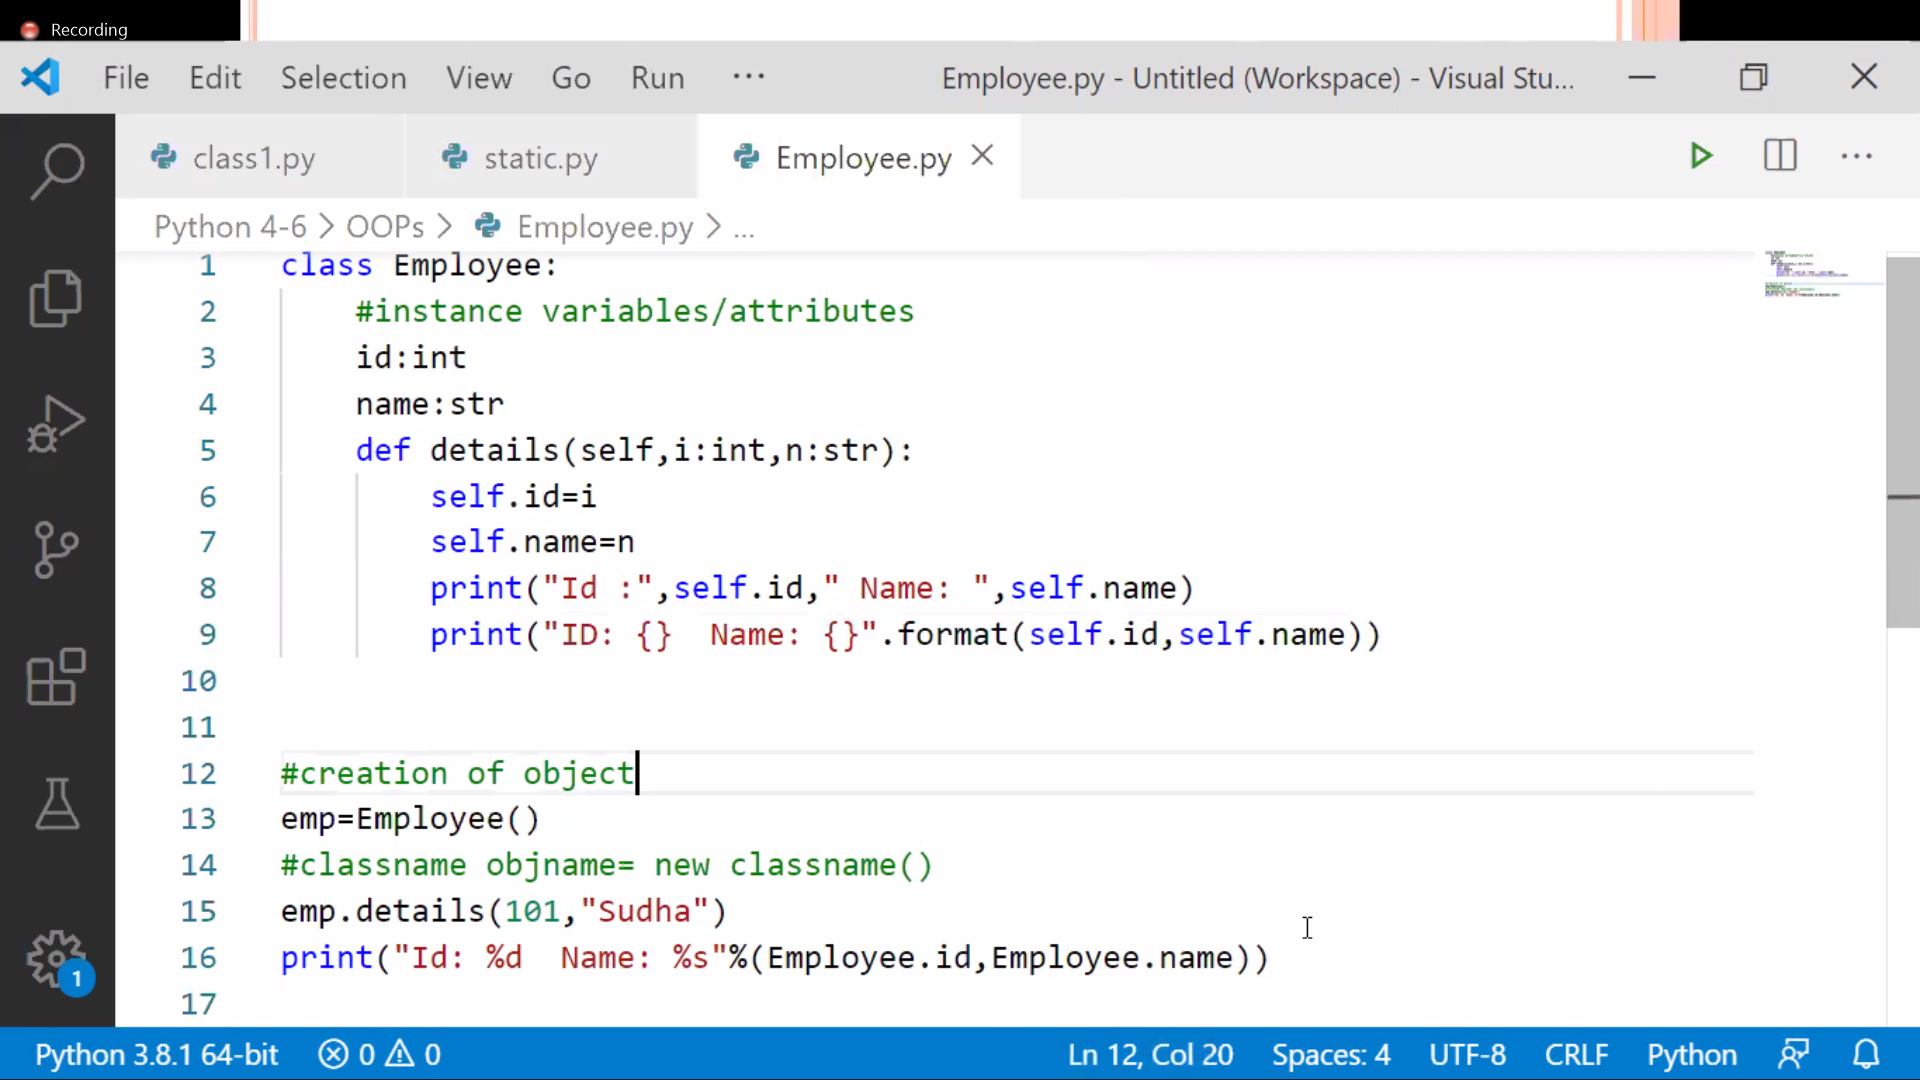 Recording
File Edit Selection View Go Run ··· Employee.py - Untitled (Workspace) - Visual Stu...
class1.py static.py Employee.py
Python 4-6 > OOPs > Employee.py > ...
1 class Employee:
2 #instance variables/attributes
3 id:int
4 name:str
5 def details(self,i:int,n:str):
6 self.id=i
7 self.name=n
8 print("Id :",self.id," Name: ",self.name)
9 print("ID: {}  Name: {}".format(self.id,self.name))
10
11
12 #creation of object
13 emp=Employee()
14 #classname objname= new classname()
15 emp.details(101,"Sudha")
16 print("Id: %d  Name: %s"%(Employee.id,Employee.name))
17
1
Python 3.8.1 64-bit 0 0 Ln 12, Col 20 Spaces: 4 UTF-8 CRLF Python